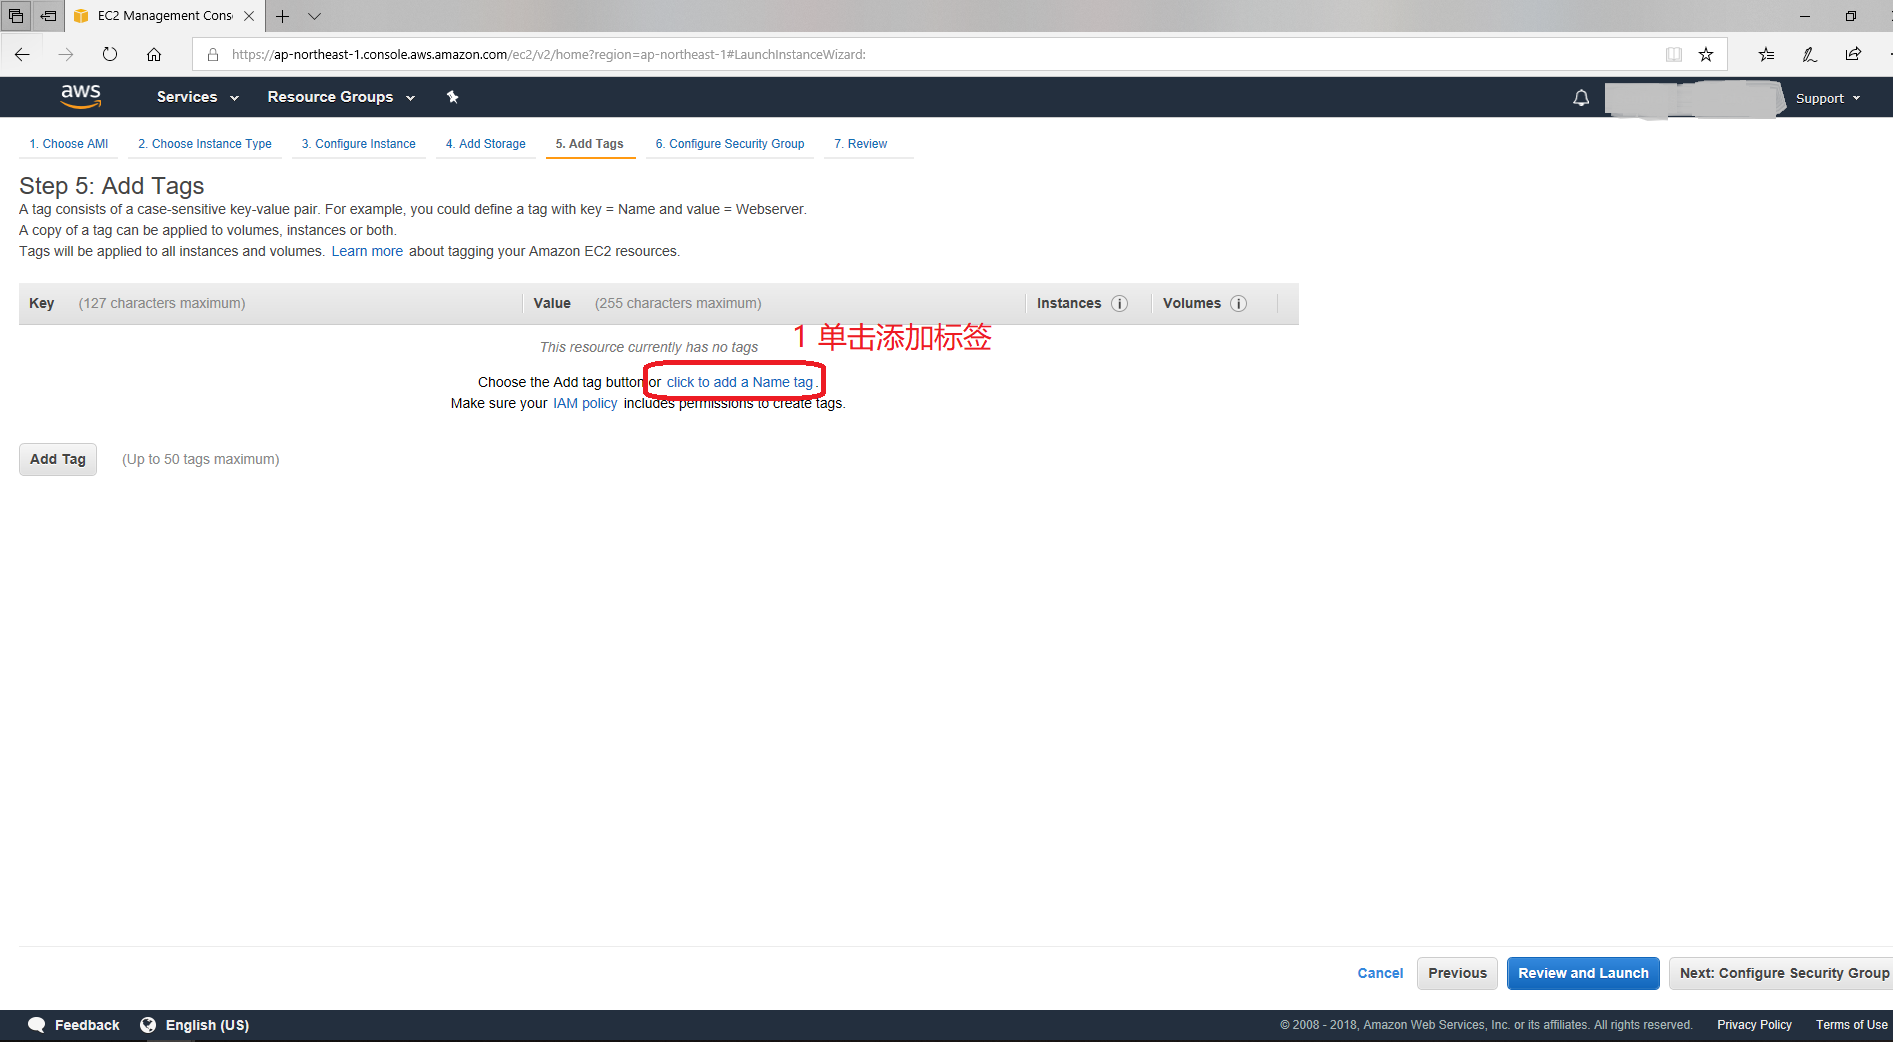 EC2 Management Cons
https://ap-northeast-1.console.aws.amazon.com/ec2/v2/home?region=ap-northeast-1#LaunchInstanceWizard:
aws Services Resource Groups Support
1. Choose AMI 2. Choose Instance Type 3. Configure Instance 4. Add Storage 5. Add Tags 6. Configure Security Group 7. Review
Step 5: Add Tags
A tag consists of a case-sensitive key-value pair. For example, you could define a tag with key = Name and value = Webserver.
A copy of a tag can be applied to volumes, instances or both.
Tags will be applied to all instances and volumes. Learn more about tagging your Amazon EC2 resources.
Key (127 characters maximum) Value (255 characters maximum) Instances Volumes
1 单击添加标签
This resource currently has no tags
Choose the Add tag button or click to add a Name tag.
Make sure your IAM policy includes permissions to create tags.
Add Tag (Up to 50 tags maximum)
Cancel Previous Review and Launch Next: Configure Security Group
Feedback English (US) © 2008 - 2018, Amazon Web Services, Inc. or its affiliates. All rights reserved. Privacy Policy Terms of Use